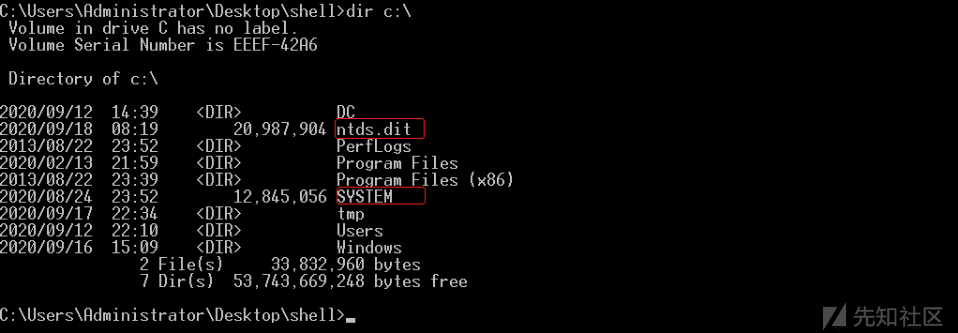 C:\Users\Administrator\Desktop\shell>dir c:\
Volume in drive C has no label.
Volume Serial Number is EEEF-42A6
Directory of c:\
2020/09/12  14:39    <DIR>          DC
2020/09/18  08:19        20,987,904 ntds.dit
2013/08/22  23:52    <DIR>          PerfLogs
2020/02/13  21:59    <DIR>          Program Files
2013/08/22  23:39    <DIR>          Program Files (x86)
2020/08/24  23:52        12,845,056 SYSTEM
2020/09/17  22:34    <DIR>          tmp
2020/09/12  22:10    <DIR>          Users
2020/09/16  15:09    <DIR>          Windows
2 File(s)     33,832,960 bytes
7 Dir(s)  53,743,669,248 bytes free
C:\Users\Administrator\Desktop\shell>
先知社区